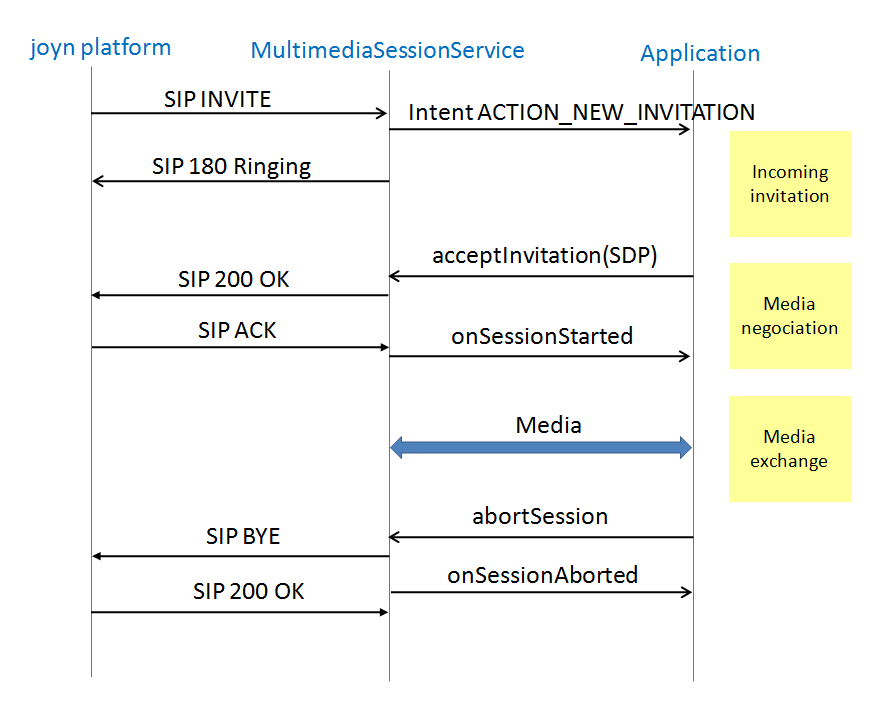 joyn platform
MultimediaSessionService
Application
SIP INVITE
Intent ACTION_NEW_INVITATION
SIP 180 Ringing
Incoming
invitation
acceptInvitation(SDP)
SIP 200 OK
SIP ACK
onSessionStarted
Media
negociation
Media
Media
exchange
abortSession
SIP BYE
onSessionAborted
SIP 200 OK